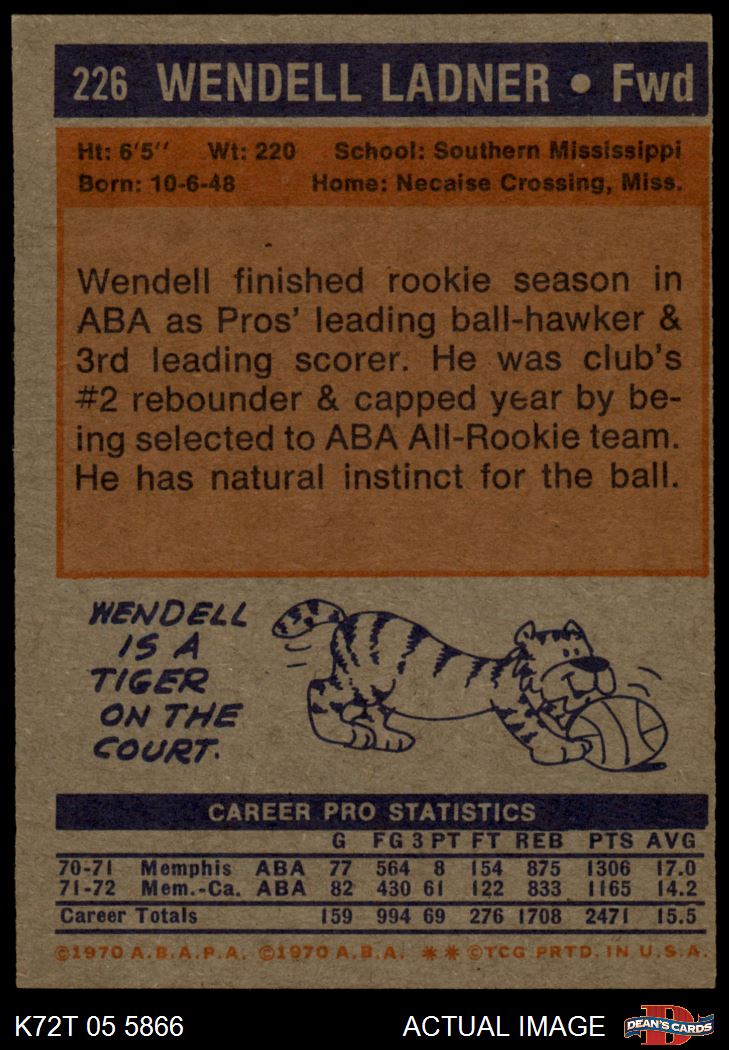 226 WENDELL LADNER • Fwd
Ht: 6'5" Wt: 220 School: Southern Mississippi
Born: 10-6-48 Home: Necaise Crossing, Miss.
Wendell finished rookie season in
ABA as Pros' leading ball-hawker &
3rd leading scorer. He was club's
#2 rebounder & capped year by be-
ing selected to ABA All-Rookie team.
He has natural instinct for the ball.
WENDELL
IS A
TIGER
ON THE
COURT.
CAREER PRO STATISTICS
G FG 3 PT FT REB PTS AVG
70-71 Memphis ABA 77 564 8 154 875 1306 17.0
71-72 Mem.-Ca. ABA 82 430 61 122 833 1165 14.2
Career Totals 159 994 69 276 1708 2471 15.5
©1970 A.B.A.P.A. ©1970 A.B.A. ** ©TCG PRTD. IN U.S.A.
K72T 05 5866 ACTUAL IMAGE DEAN'S CARDS